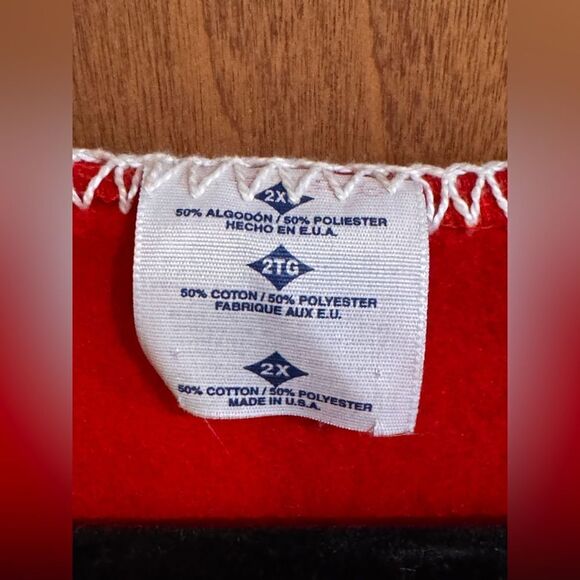 2X
50% ALGODÓN / 50% POLIESTER
HECHO EN E.U.A.
2TG
50% COTON / 50% POLYESTER
FABRIQUE AUX E.U.
2X
50% COTTON / 50% POLYESTER
MADE IN U.S.A.